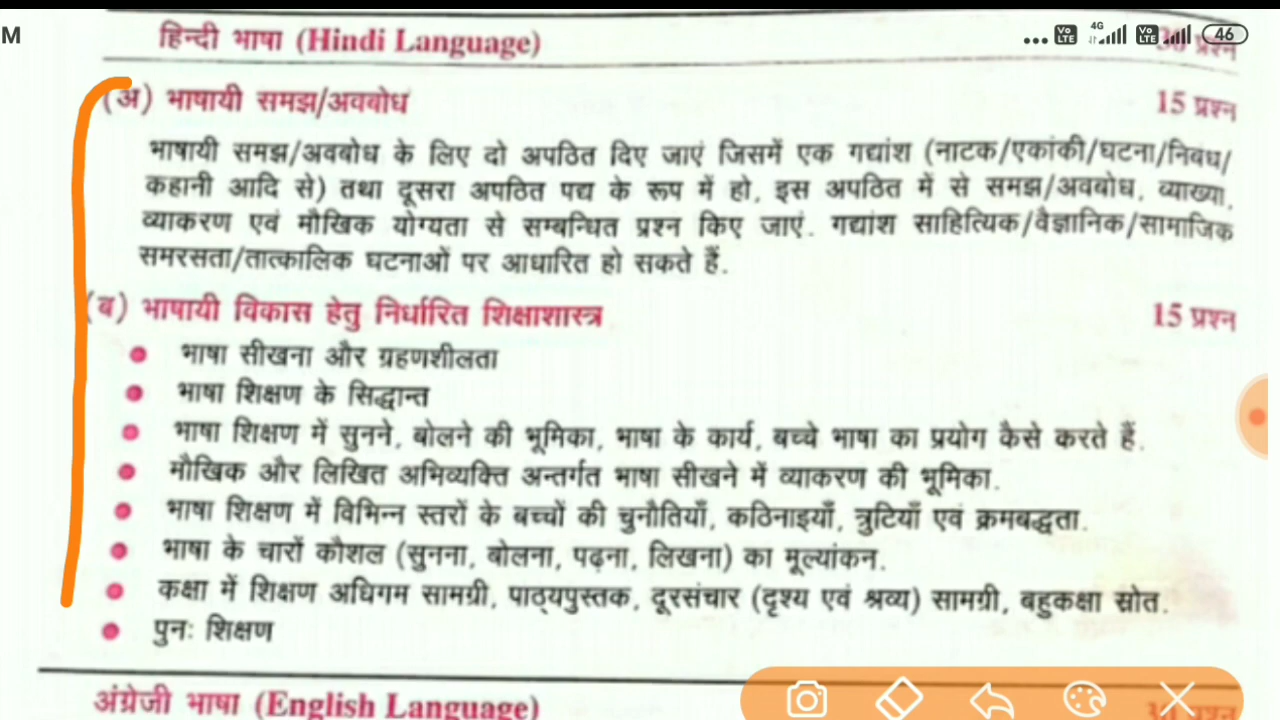 M
46
हिन्दी भाषा (Hindi Language) 30 प्रश्न
(अ) भाषायी समझ/अवबोध 15 प्रश्न
भाषायी समझ/अवबोध के लिए दो अपठित दिए जाएं जिसमें एक गद्यांश (नाटक/एकांकी/घटना/निबंध/
कहानी आदि से) तथा दूसरा अपठित पद्य के रूप में हो, इस अपठित में से समझ/अवबोध, व्याख्या,
व्याकरण एवं मौखिक योग्यता से सम्बन्धित प्रश्न किए जाएं. गद्यांश साहित्यिक/वैज्ञानिक/सामाजिक
समरसता/तात्कालिक घटनाओं पर आधारित हो सकते हैं.
(ब) भाषायी विकास हेतु निर्धारित शिक्षाशास्त्र 15 प्रश्न
भाषा सीखना और ग्रहणशीलता
भाषा शिक्षण के सिद्धान्त
भाषा शिक्षण में सुनने, बोलने की भूमिका, भाषा के कार्य, बच्चे भाषा का प्रयोग कैसे करते हैं.
मौखिक और लिखित अभिव्यक्ति अन्तर्गत भाषा सीखने में व्याकरण की भूमिका.
भाषा शिक्षण में विभिन्न स्तरों के बच्चों की चुनौतियाँ, कठिनाइयाँ, त्रुटियाँ एवं क्रमबद्धता.
भाषा के चारों कौशल (सुनना, बोलना, पढ़ना, लिखना) का मूल्यांकन.
कक्षा में शिक्षण अधिगम सामग्री, पाठ्यपुस्तक, दूरसंचार (दृश्य एवं श्रव्य) सामग्री, बहुकक्षा स्रोत.
पुनः शिक्षण
अंग्रेजी भाषा (English Language)